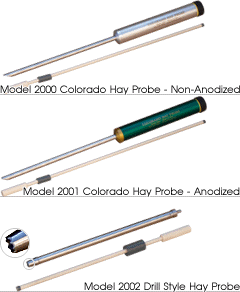 Model 2000 Colorado Hay Probe - Non-Anodized
Model 2001 Colorado Hay Probe - Anodized
Model 2002 Drill Style Hay Probe